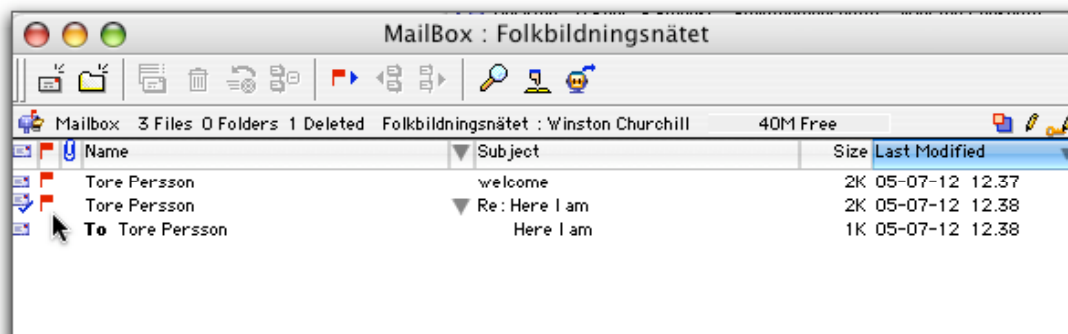 MailBox : Folkbildningsnätet
Mailbox 3 Files 0 Folders 1 Deleted Folkbildningsnätet : Winston Churchill 40M Free
Name Subject Size Last Modified
Tore Persson welcome 2K 05-07-12 12.37
Tore Persson Re: Here I am 2K 05-07-12 12.38
To Tore Persson Here I am 1K 05-07-12 12.38